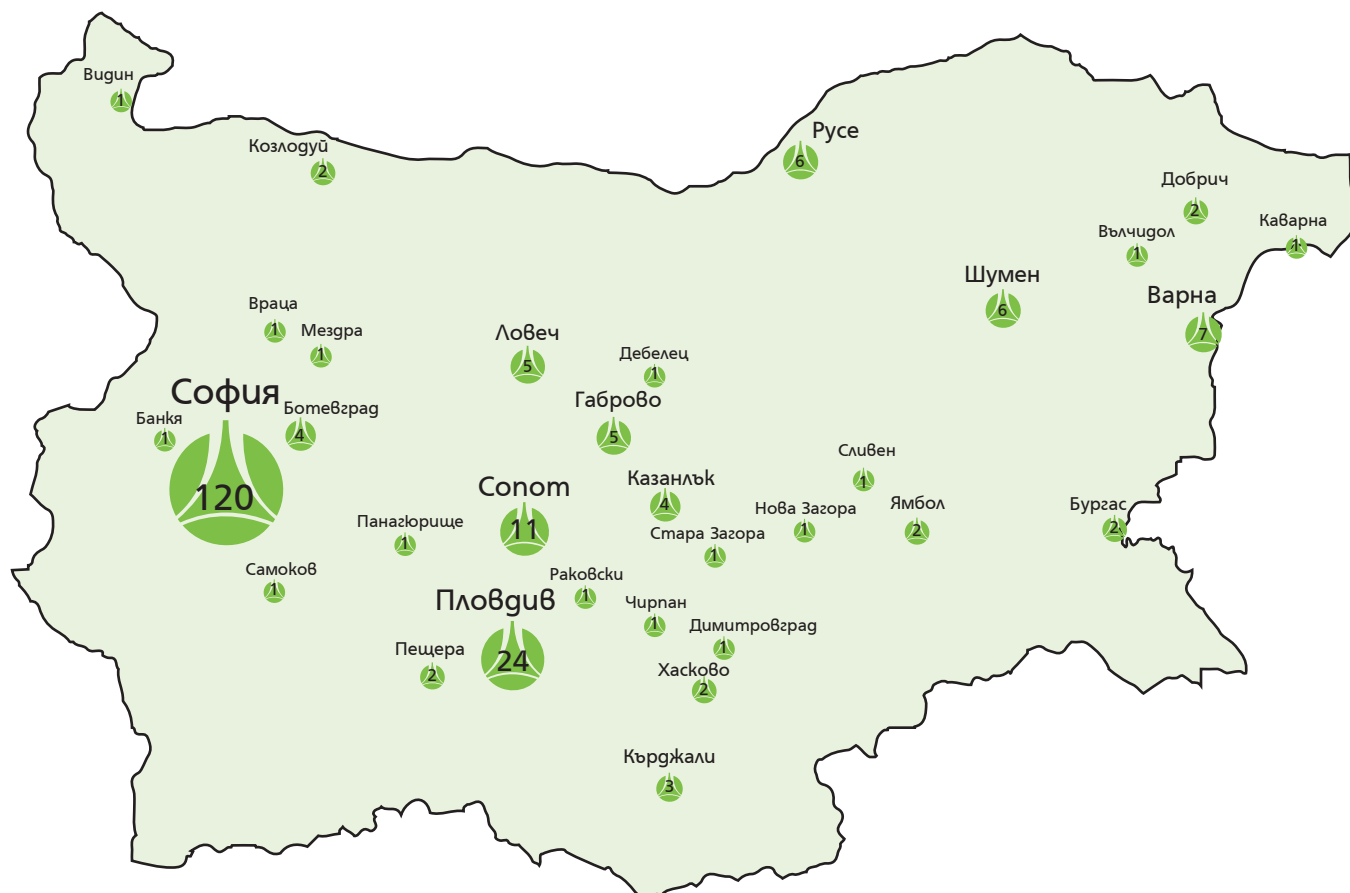 Видин
1
Козлодуй
2
Русе
6
Добрич
2
Вълчидол
1
Каварна
1
Шумен
6
Варна
7
Враца
1
Мездра
1
Ловеч
5
Дебелец
1
София
120
Банкя
1
Ботевград
4
Габрово
5
Сливен
1
Казанлък
4
Сопот
11
Нова Загора
1
Ямбол
2
Бургас
2
Панагюрище
1
Стара Загора
1
Самоков
1
Раковски
1
Пловдив
24
Чирпан
1
Димитровград
1
Пещера
2
Хасково
2
Кърджали
3